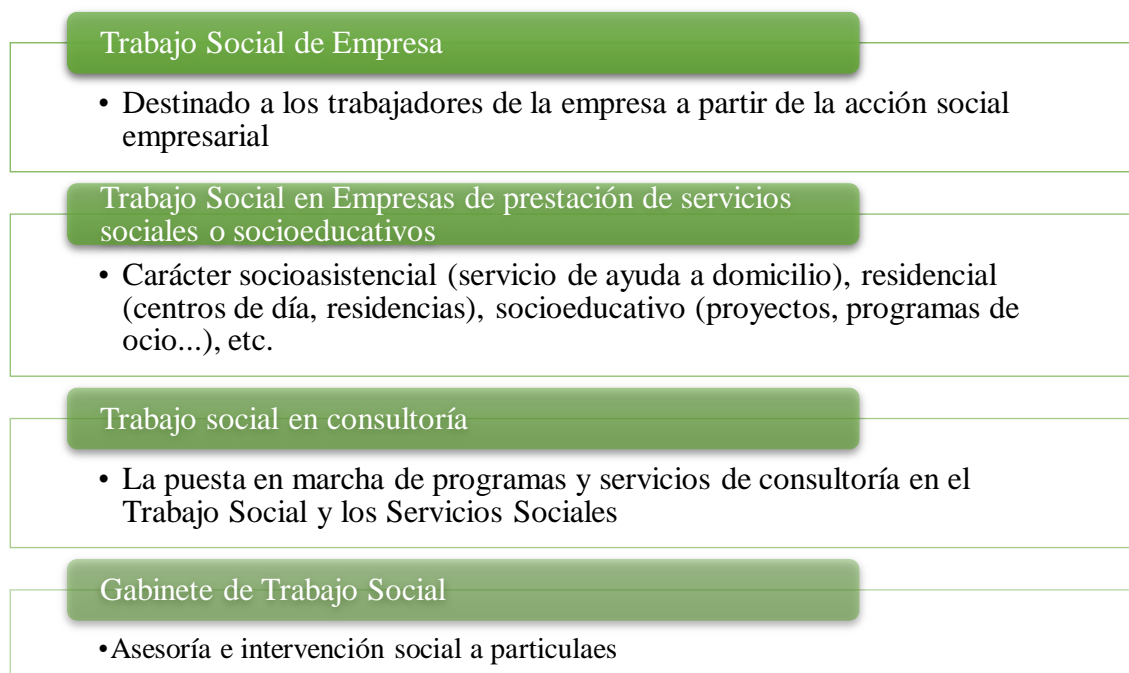 Trabajo Social de Empresa
• Destinado a los trabajadores de la empresa a partir de la acción social
empresarial
Trabajo Social en Empresas de prestación de servicios
sociales o socioeducativos
• Carácter socioasistencial (servicio de ayuda a domicilio), residencial
(centros de día, residencias), socioeducativo (proyectos, programas de
ocio...), etc.
Trabajo social en consultoría
• La puesta en marcha de programas y servicios de consultoría en el
Trabajo Social y los Servicios Sociales
Gabinete de Trabajo Social
•Asesoría e intervención social a particulaes